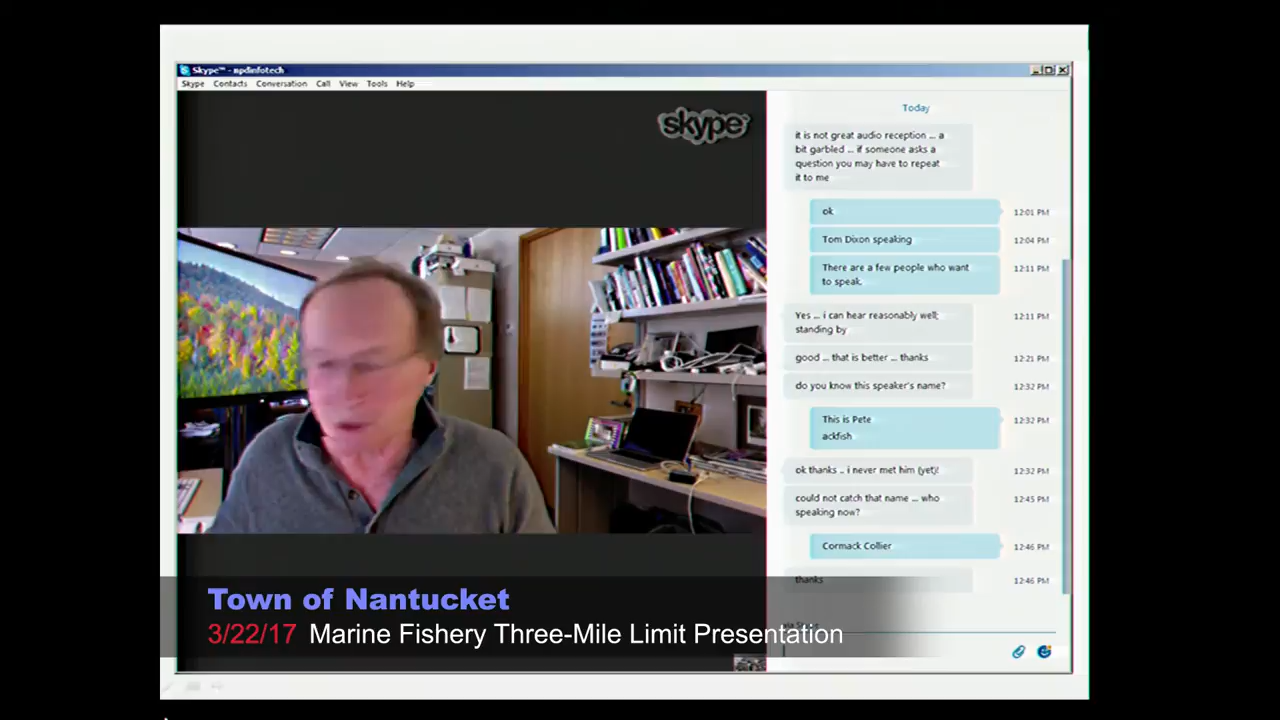 Skype™ - npdinfotech
Skype Contacts Conversation Call View Tools Help
skype™
Today
it is not great audio reception ... a
bit garbled ... if someone asks a
question you may have to repeat
it to me
ok 12:01 PM
Tom Dixon speaking 12:04 PM
There are a few people who want 12:11 PM
to speak.
Yes ... i can hear reasonably well; 12:11 PM
standing by
good ... that is better ... thanks 12:21 PM
do you know this speaker's name? 12:32 PM
This is Pete 12:32 PM
ackfish
ok thanks .. i never met him (yet)! 12:32 PM
could not catch that name ... who 12:45 PM
speaking now?
Cormack Collier 12:46 PM
thanks 12:46 PM
via Skype
Town of Nantucket
3/22/17 Marine Fishery Three-Mile Limit Presentation